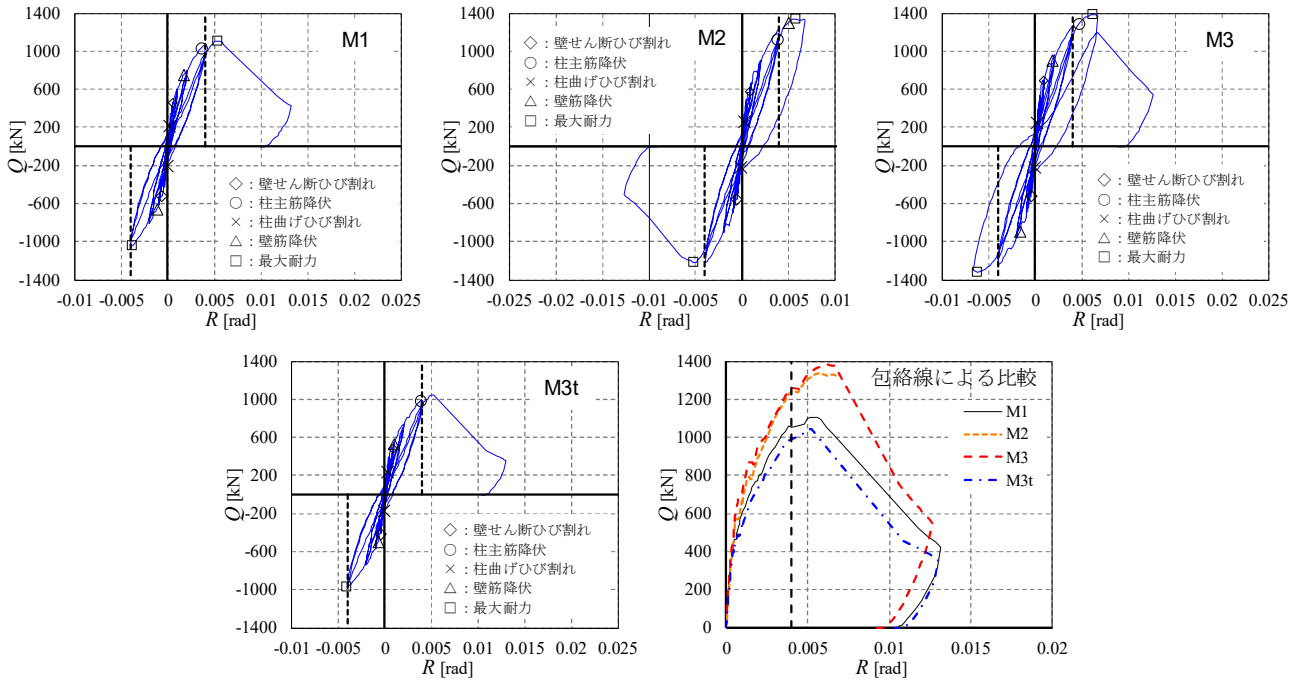 M1
Q [kN]
1400
1000
600
200
-200
-600
-1000
-1400
◇：壁せん断ひび割れ
○：柱主筋降伏
×：柱曲げひび割れ
△：壁筋降伏
□：最大耐力
-0.01 -0.005 0 0.005 0.01 0.015 0.02 0.025
R [rad]
M2
Q [kN]
1400
1000
600
200
-200
-600
-1000
-1400
◇：壁せん断ひび割れ
○：柱主筋降伏
×：柱曲げひび割れ
△：壁筋降伏
□：最大耐力
-0.025 -0.02 -0.015 -0.01 -0.005 0 0.005 0.01
R [rad]
M3
Q [kN]
1400
1000
600
200
-200
-600
-1000
-1400
◇：壁せん断ひび割れ
○：柱主筋降伏
×：柱曲げひび割れ
△：壁筋降伏
□：最大耐力
-0.01 -0.005 0 0.005 0.01 0.015 0.02 0.025
R [rad]
M3t
Q [kN]
1400
1000
600
200
-200
-600
-1000
-1400
◇：壁せん断ひび割れ
○：柱主筋降伏
×：柱曲げひび割れ
△：壁筋降伏
□：最大耐力
-0.01 -0.005 0 0.005 0.01 0.015 0.02 0.025
R [rad]
包絡線による比較
Q [kN]
1400
1200
1000
800
600
400
200
0
M1
M2
M3
M3t
0 0.005 0.01 0.015 0.02
R [rad]